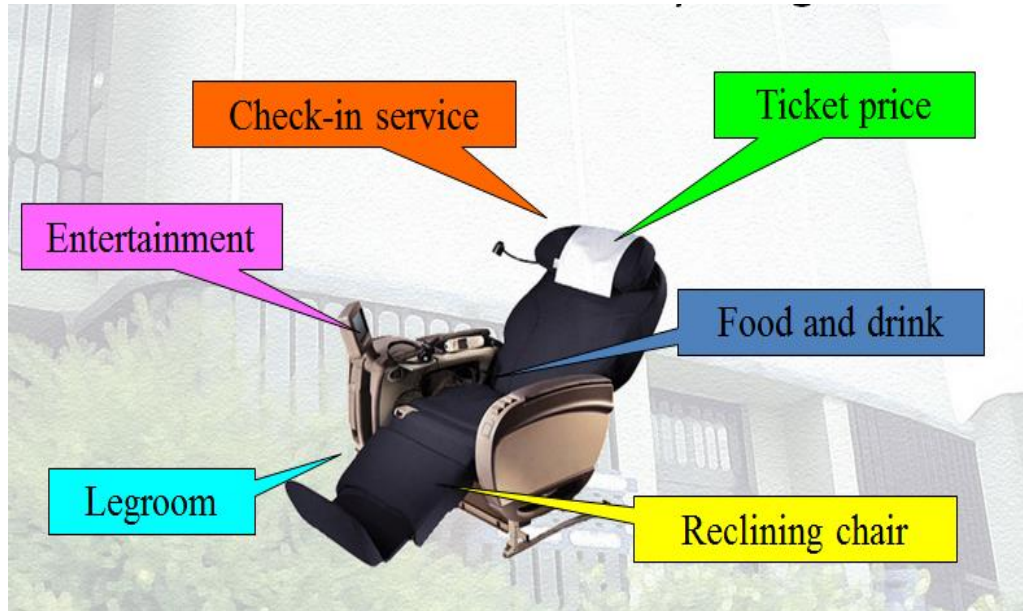 Check-in service
Ticket price
Entertainment
Food and drink
Legroom
Reclining chair